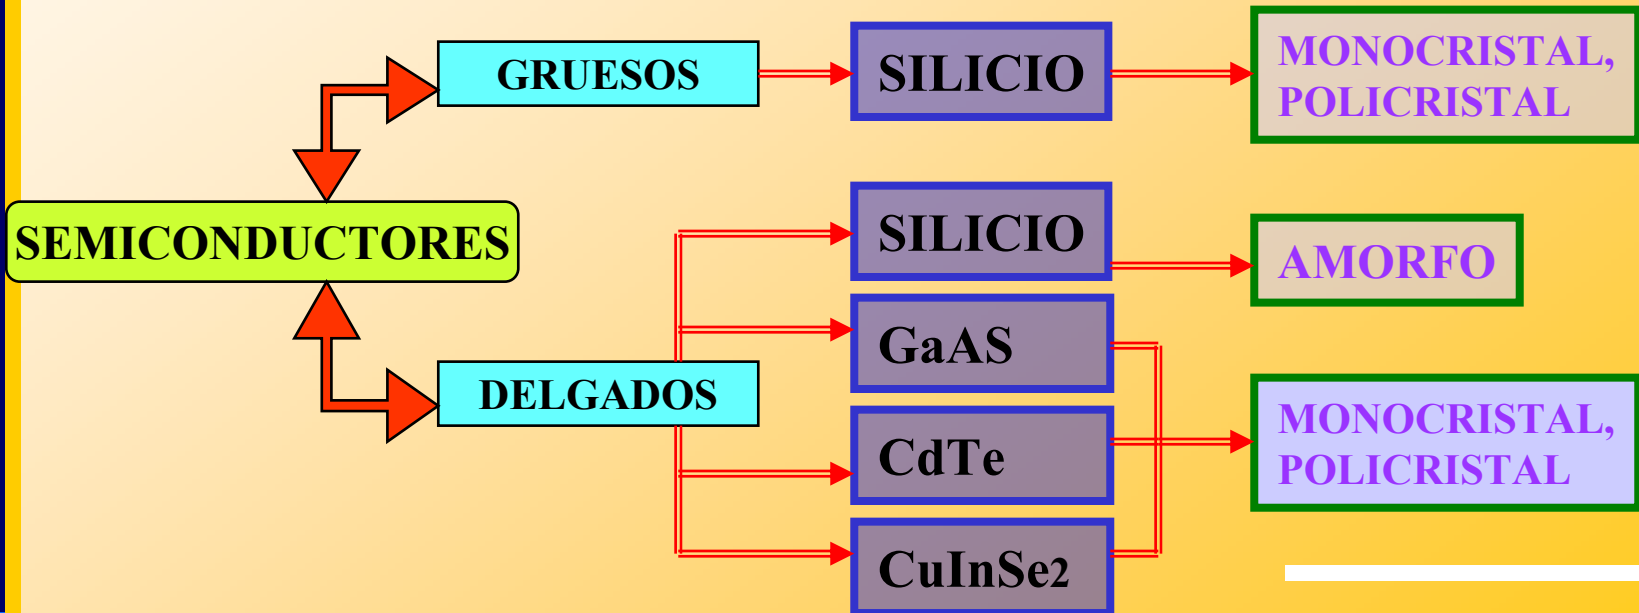 GRUESOS
SILICIO
MONOCRISTAL,
POLICRISTAL
SEMICONDUCTORES
SILICIO
AMORFO
GaAS
DELGADOS
CdTe
MONOCRISTAL,
POLICRISTAL
CuInSe2